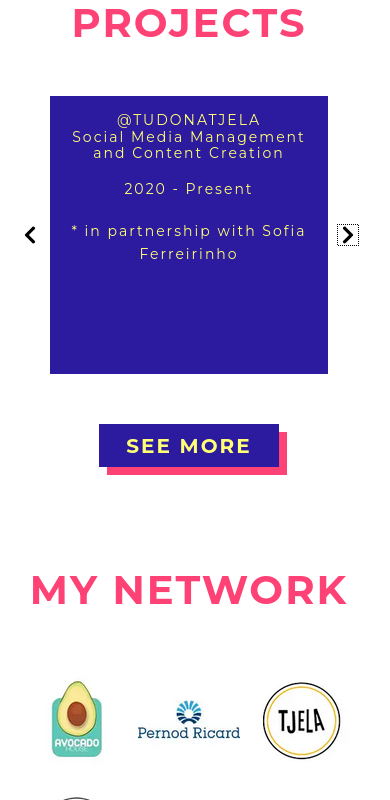 PROJECTS
@TUDONATJELA
Social Media Management
and Content Creation
2020 - Present
* in partnership with Sofia
Ferreirinho
SEE MORE
MY NETWORK
AVOCADO
HOUSE
Pernod Ricard
TJELA